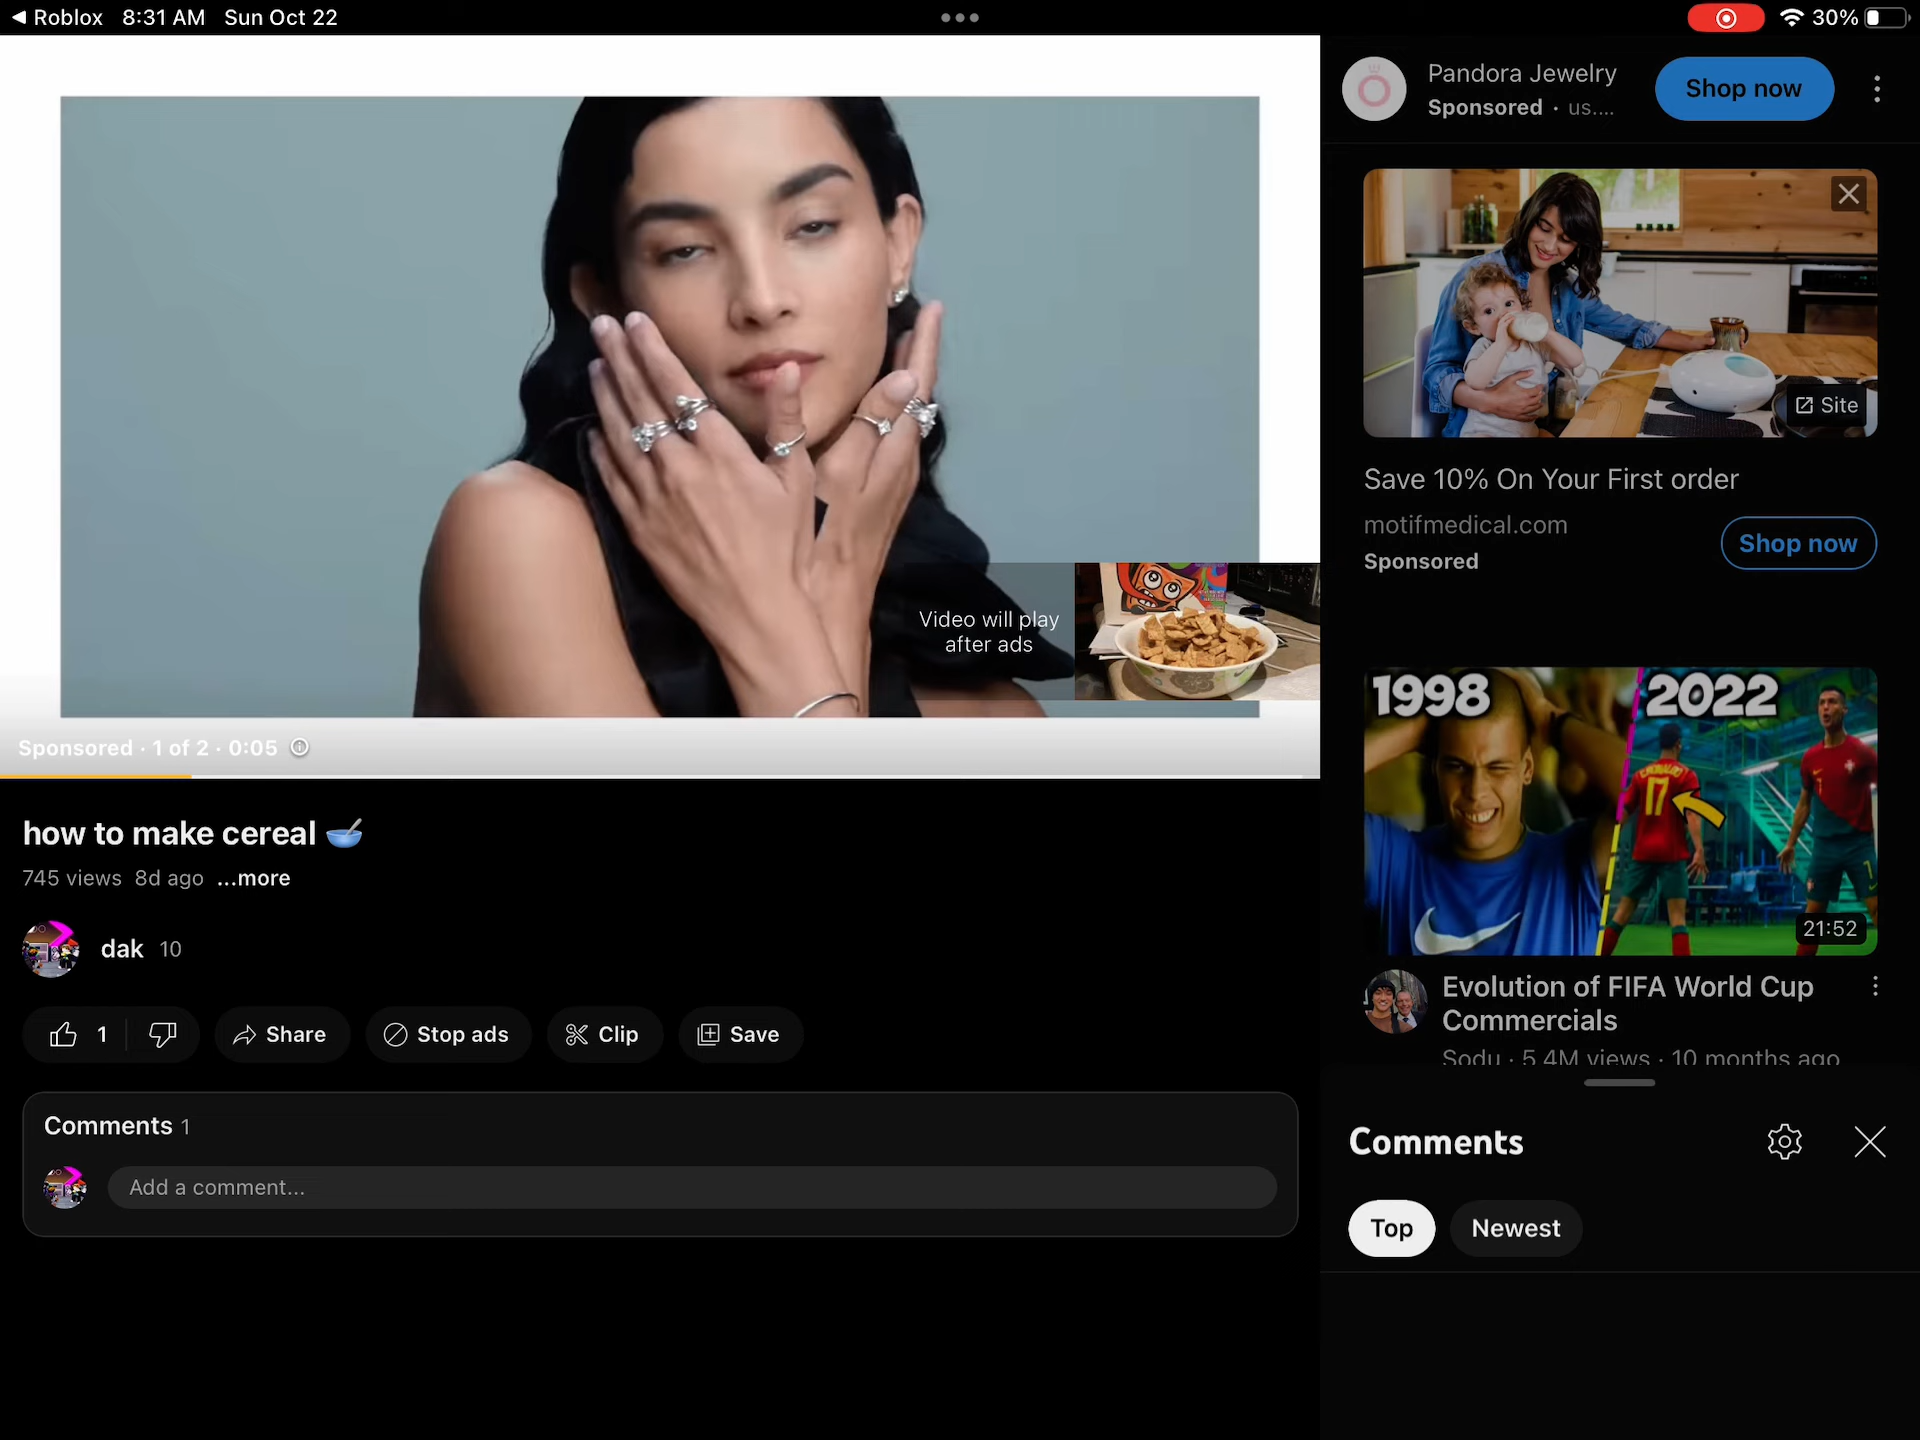 Roblox 8:31 AM Sun Oct 22
30%
Pandora Jewelry
Sponsored · us....
Shop now
Site
Save 10% On Your First order
motifmedical.com
Sponsored
Shop now
Video will play
after ads
Sponsored · 1 of 2 · 0:05
how to make cereal
745 views 8d ago ...more
dak 10
1
Share
Stop ads
Clip
Save
Comments 1
Add a comment...
1998
2022
RONALDO
17
21:52
Evolution of FIFA World Cup
Commercials
Sodu · 5.4M views · 10 months ago
Comments
Top
Newest